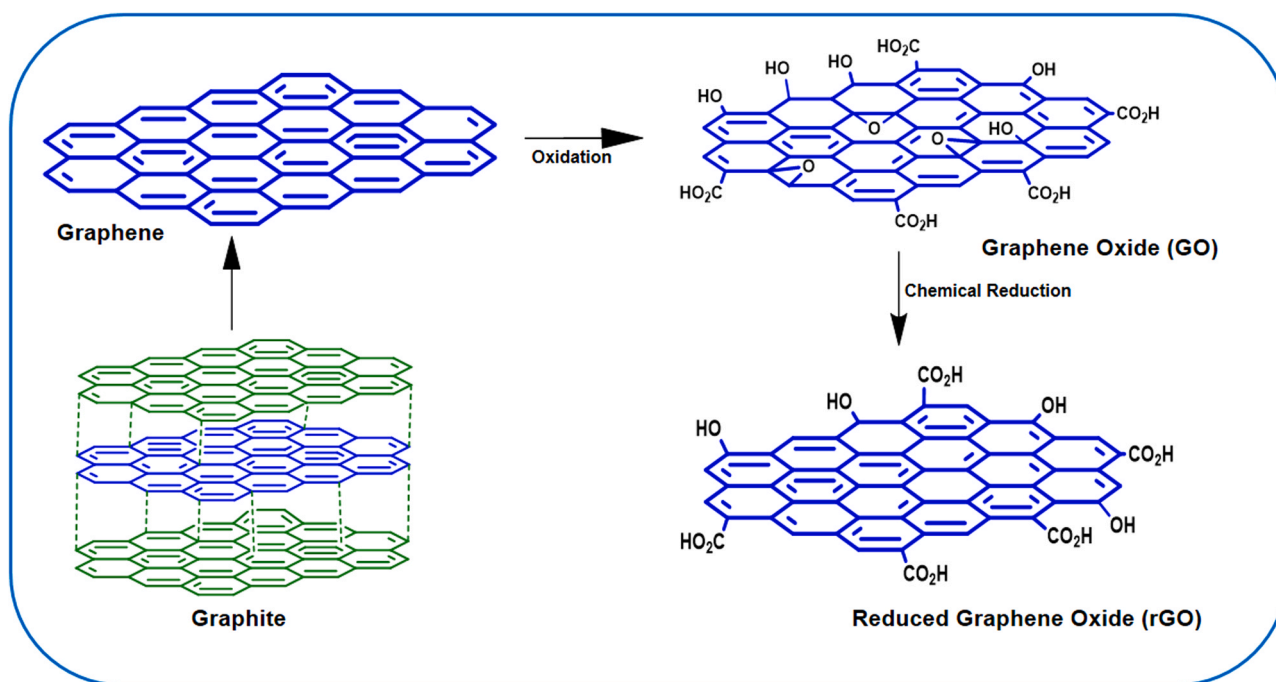 HO₂C
HO
HO
OH
HO
CO₂H
O
HO
O
Oxidation
O
HO₂C
CO₂H
CO₂H
Graphene
Graphene Oxide (GO)
Chemical Reduction
CO₂H
HO
OH
HO
CO₂H
OH
HO₂C
CO₂H
CO₂H
Graphite
Reduced Graphene Oxide (rGO)